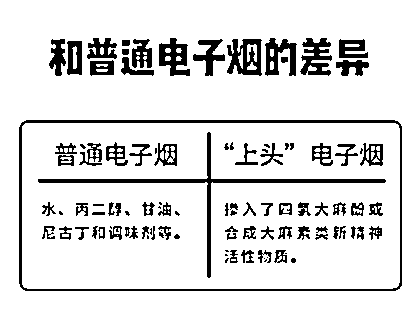 和普通电子烟的差异
普通电子烟
“上头”电子烟
水、丙二醇、甘油、
尼古丁和调味剂等。
掺入了四氢大麻酚或
合成大麻素类新精神
活性物质。